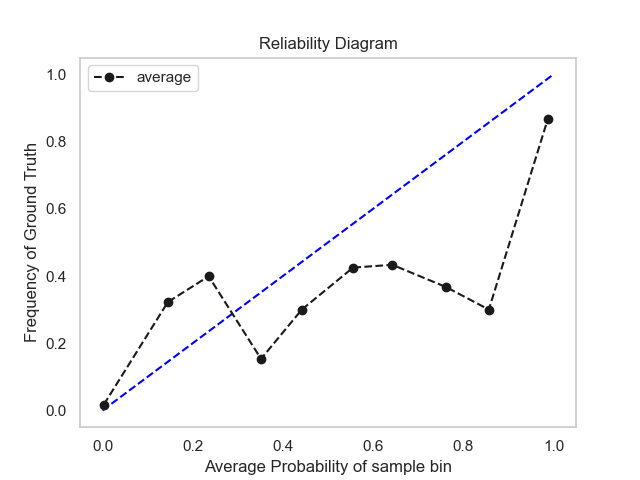 Reliability Diagram
average
Frequency of Ground Truth
1.0
0.8
0.6
0.4
0.2
0.0
0.0 0.2 0.4 0.6 0.8 1.0
Average Probability of sample bin